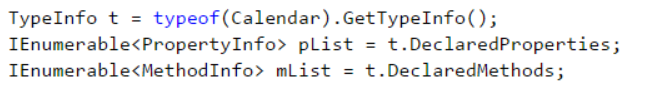 TypeInfo t = typeof(Calendar).GetTypeInfo();
IEnumerable<PropertyInfo> pList = t.DeclaredProperties;
IEnumerable<MethodInfo> mList = t.DeclaredMethods;